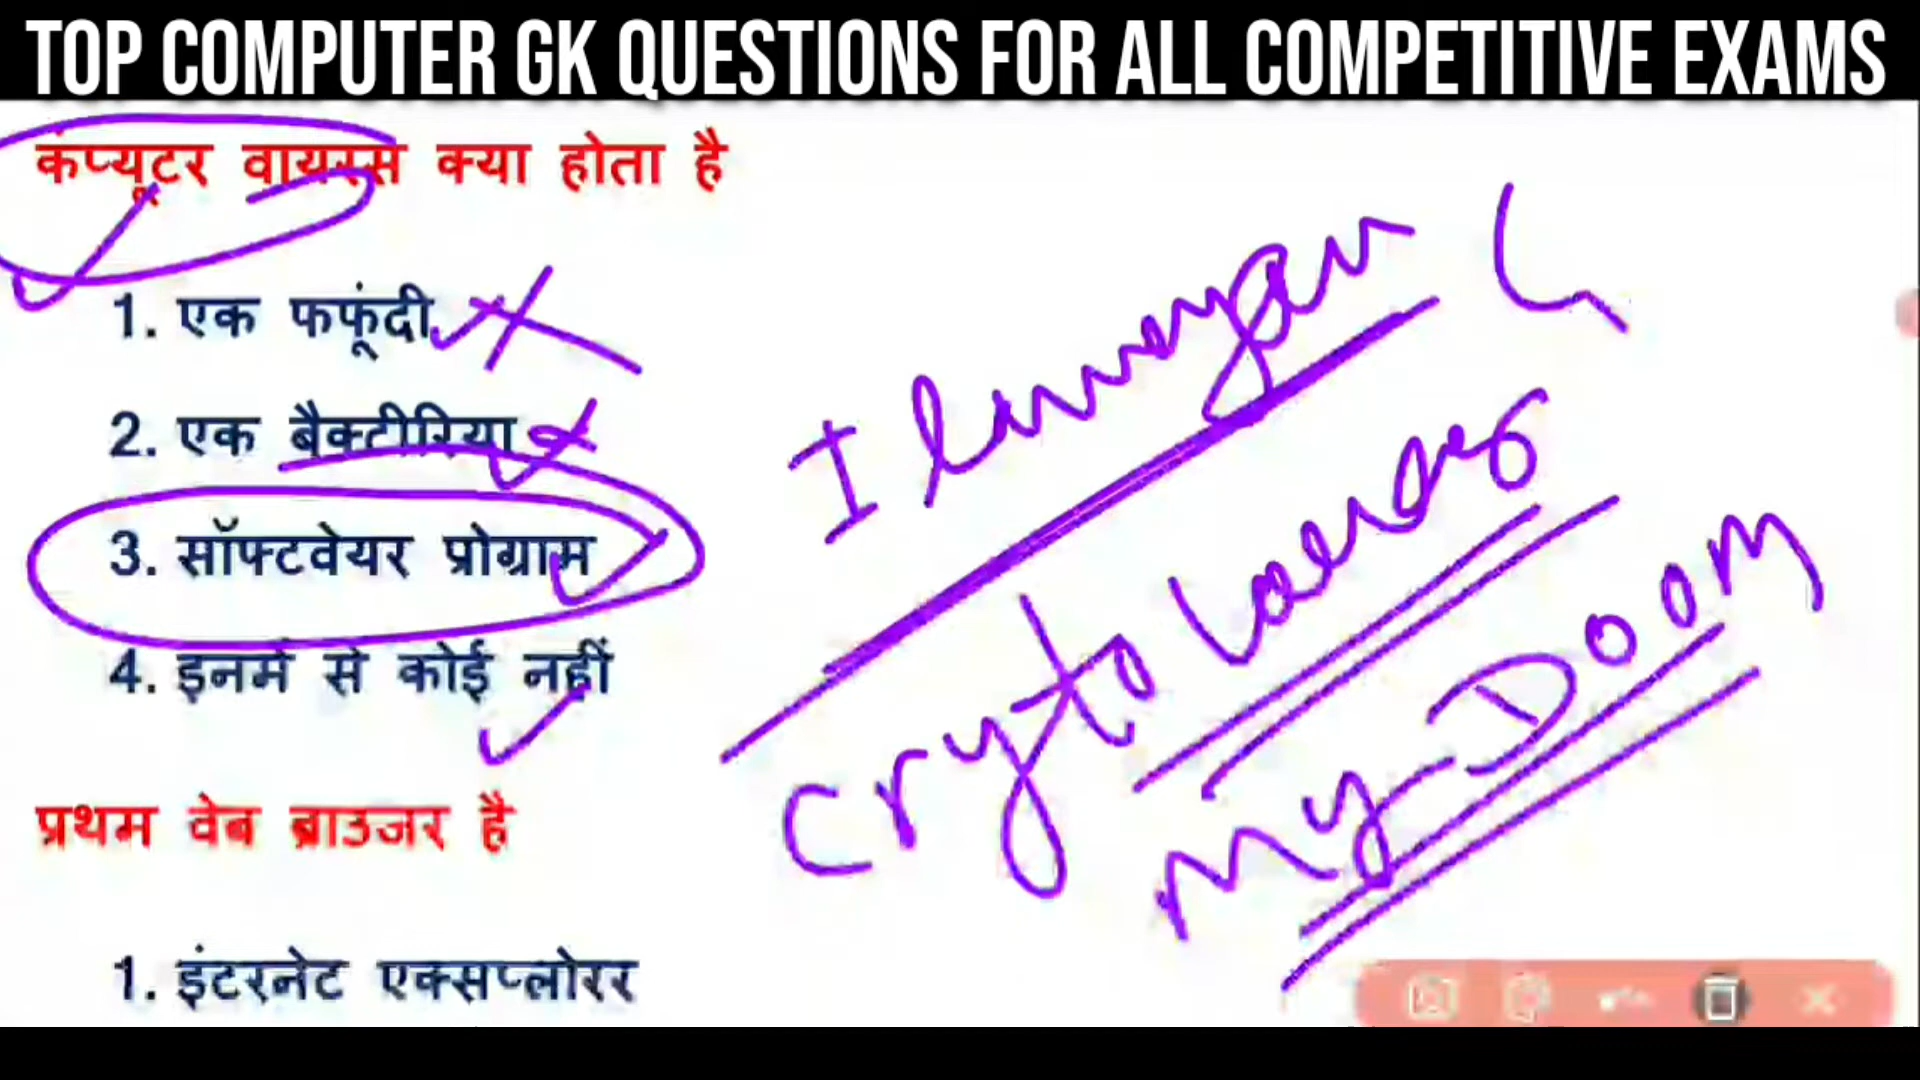 TOP COMPUTER GK QUESTIONS FOR ALL COMPETITIVE EXAMS
कंप्यूटर वायरस क्या होता है
1. एक फफूंदी
2. एक बैक्टीरिया
3. सॉफ्टवेयर प्रोग्राम
4. इनमें से कोई नहीं
My-Doom
प्रथम वेब ब्राउजर है
1. इंटरनेट एक्सप्लोरर